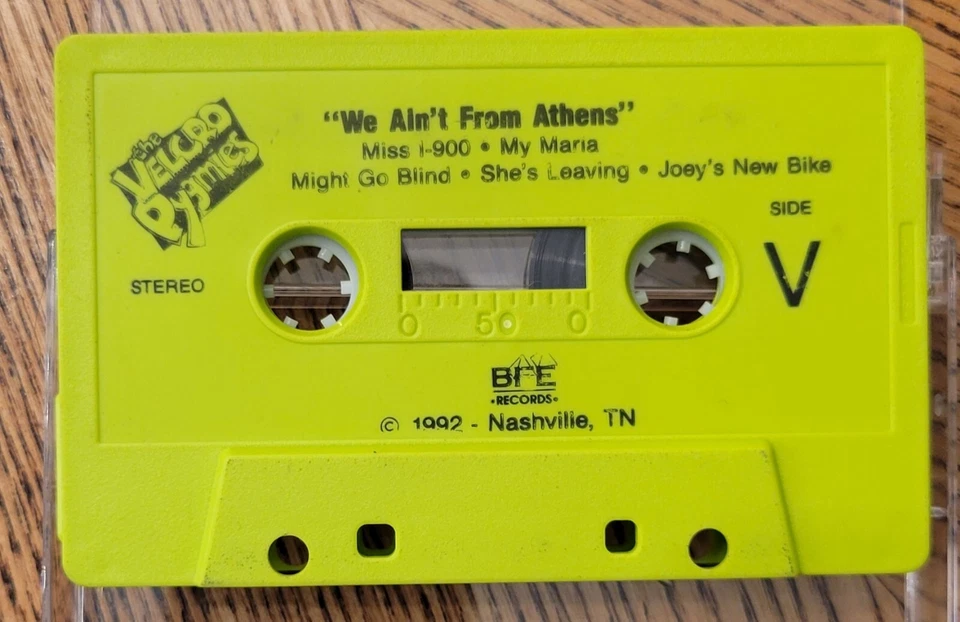 the
VELCRO
Pygmies
"We Ain't From Athens"
Miss 1-900 • My Maria
Might Go Blind • She's Leaving • Joey's New Bike
SIDE
V
STEREO
0 50 0
BFE
•RECORDS•
© 1992 - Nashville, TN